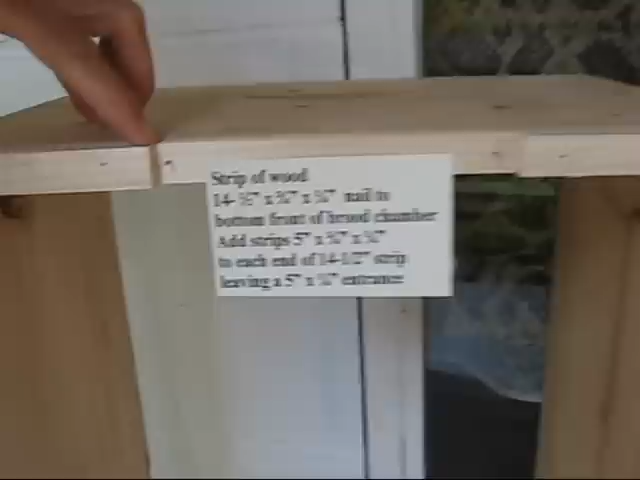 Strip of wood
14- ½" x ¾" x ¾" nail to
bottom front of brood chamber
Add strips 5" x ¾" x ¾"
to each end of 14-1/2" strip
leaving a 5" x ¾" entrance